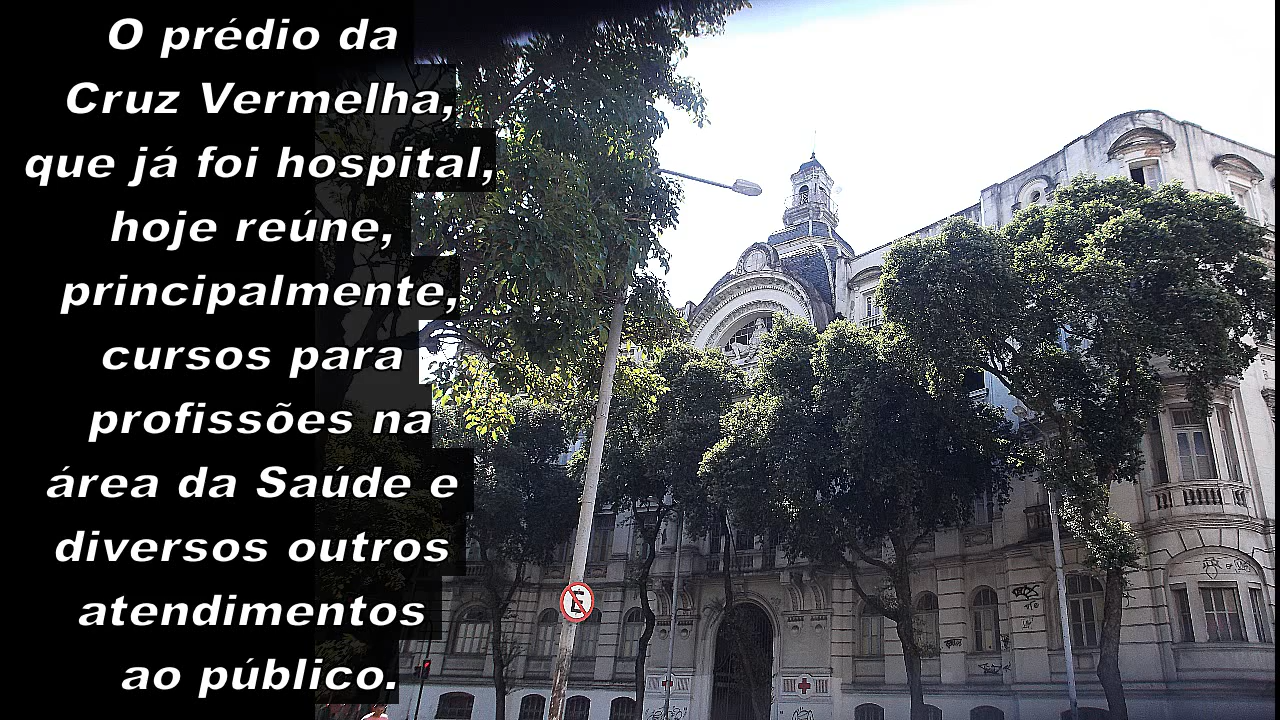 O prédio da
Cruz Vermelha,
que já foi hospital,
hoje reúne,
principalmente,
cursos para
profissões na
área da Saúde e
diversos outros
atendimentos
ao público.
E